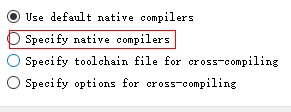 Use default native compilers
Specify native compilers
Specify toolchain file for cross-compiling
Specify options for cross-compiling